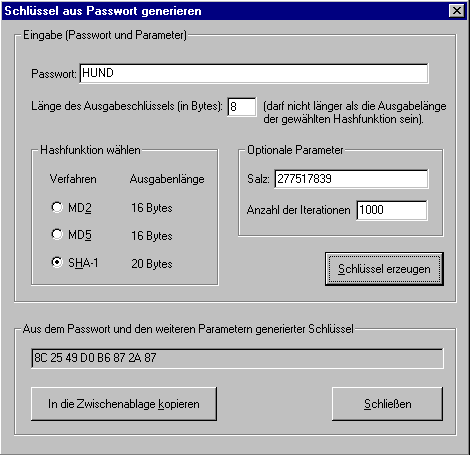 Schlüssel aus Passwort generieren
Eingabe (Passwort und Parameter)
Passwort: HUND
Länge des Ausgabeschlüssels (in Bytes): 8 (darf nicht länger als die Ausgabelänge
der gewählten Hashfunktion sein).
Hashfunktion wählen
Verfahren Ausgabenlänge
MD2 16 Bytes
MD5 16 Bytes
SHA-1 20 Bytes
Optionale Parameter
Salz: 277517839
Anzahl der Iterationen 1000
Schlüssel erzeugen
Aus dem Passwort und den weiteren Parametern generierter Schlüssel
8C 25 49 D0 B6 87 2A 87
In die Zwischenablage kopieren
Schließen